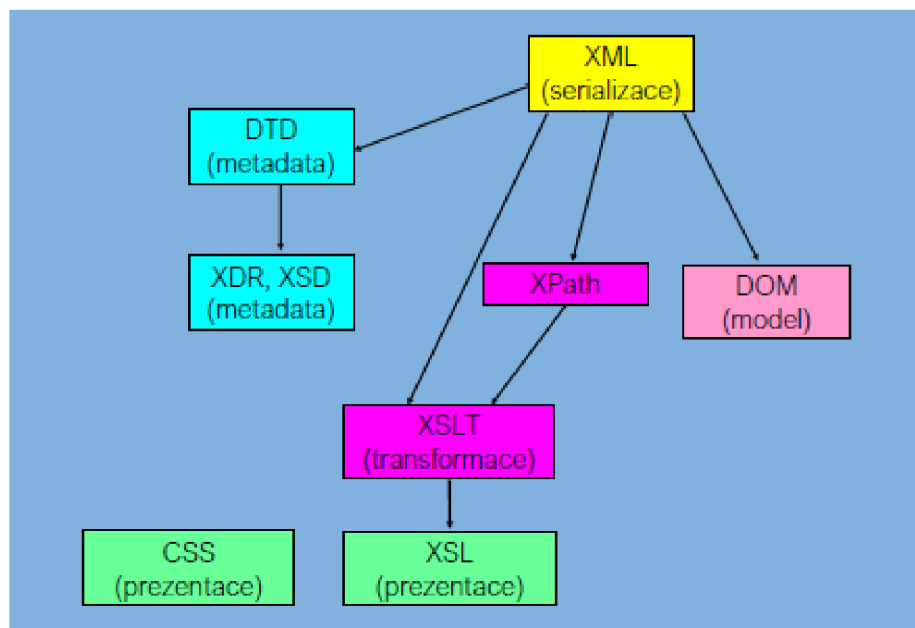 XML
(serializace)
DTD
(metadata)
XDR, XSD
(metadata)
XPath
DOM
(model)
XSLT
(transformace)
CSS
(prezentace)
XSL
(prezentace)